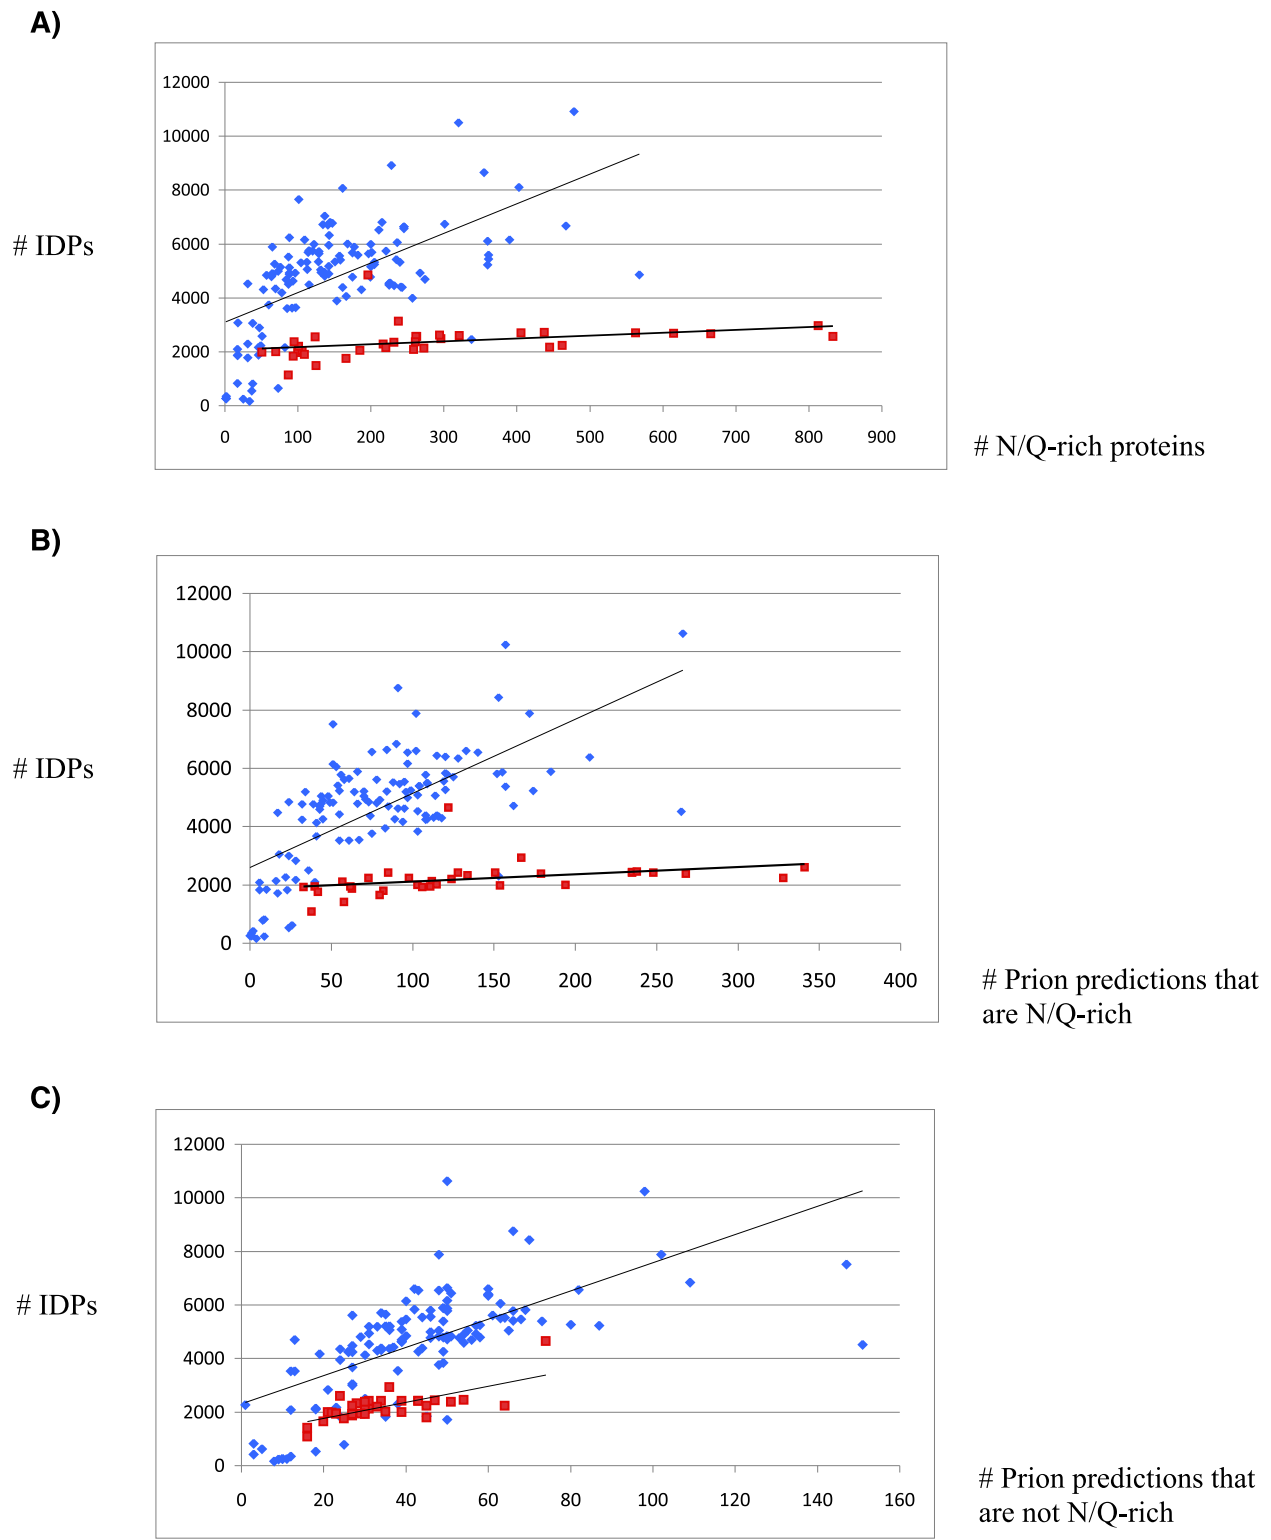 A)
12000
10000
8000
6000
4000
2000
0
# IDPs
0 100 200 300 400 500 600 700 800 900
# N/Q-rich proteins
B)
12000
10000
8000
6000
4000
2000
0
# IDPs
0 50 100 150 200 250 300 350 400
# Prion predictions that
are N/Q-rich
C)
12000
10000
8000
6000
4000
2000
0
# IDPs
0 20 40 60 80 100 120 140 160
# Prion predictions that
are not N/Q-rich